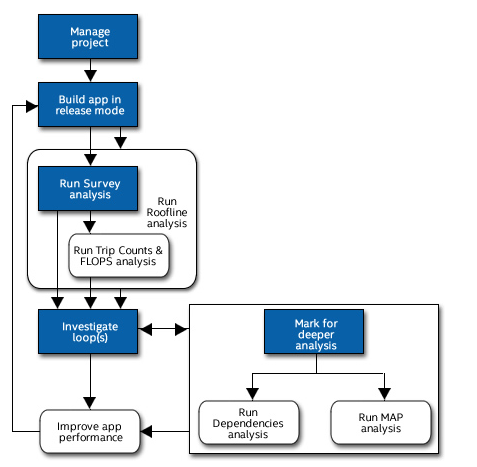 Manage
project
Build app in
release mode
Run Survey
analysis
Run
Roofline
analysis
Run Trip Counts &
FLOPS analysis
Investigate
loop(s)
Mark for
deeper
analysis
Improve app
performance
Run
Dependencies
analysis
Run MAP
analysis